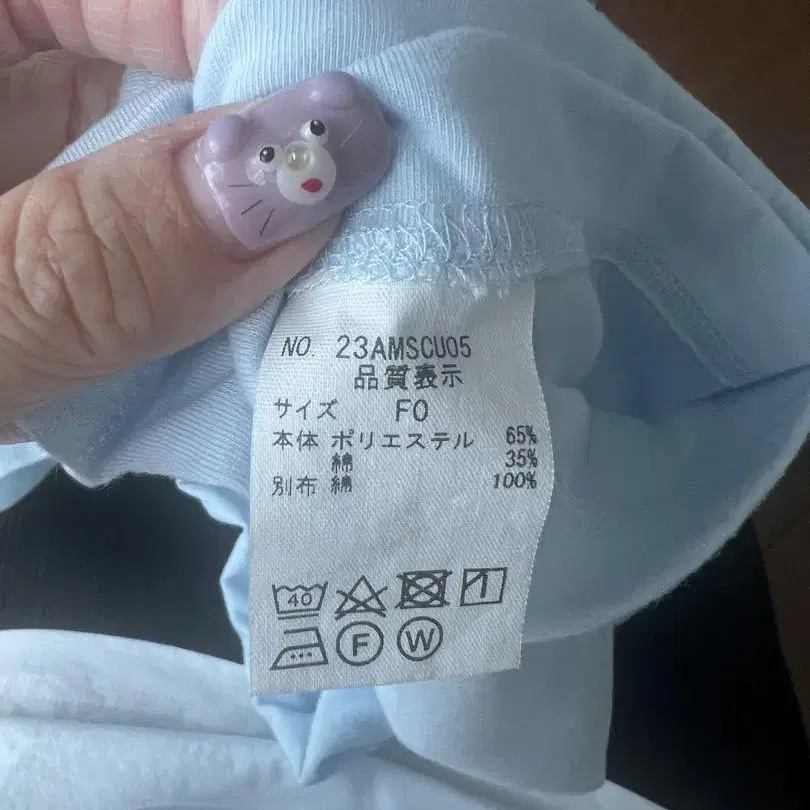 NO. 23AMSCU05
品質表示
サイズ F0
本体 ポリエステル 65%
綿 35%
別布 綿 100%
40
F W